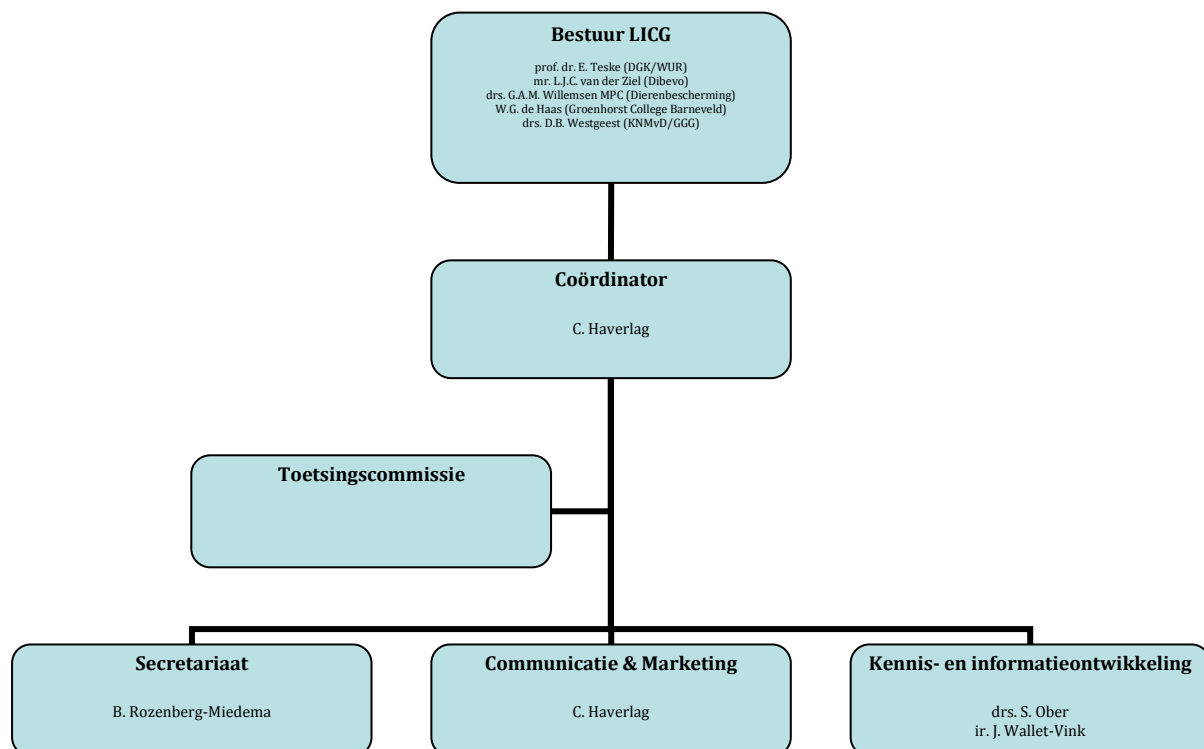 Bestuur LICG
prof. dr. E. Teske (DGK/WUR)
mr. L.J.C. van der Ziel (Dibevo)
drs. G.A.M. Willemsen MPC (Dierenbescherming)
W.G. de Haas (Groenhorst College Barneveld)
drs. D.B. Westgeest (KNMvD/GGG)
Coördinator
C. Haverlag
Toetsingscommissie
Secretariaat
B. Rozenberg-Miedema
Communicatie & Marketing
C. Haverlag
Kennis- en informatieontwikkeling
drs. S. Ober
ir. J. Wallet-Vink